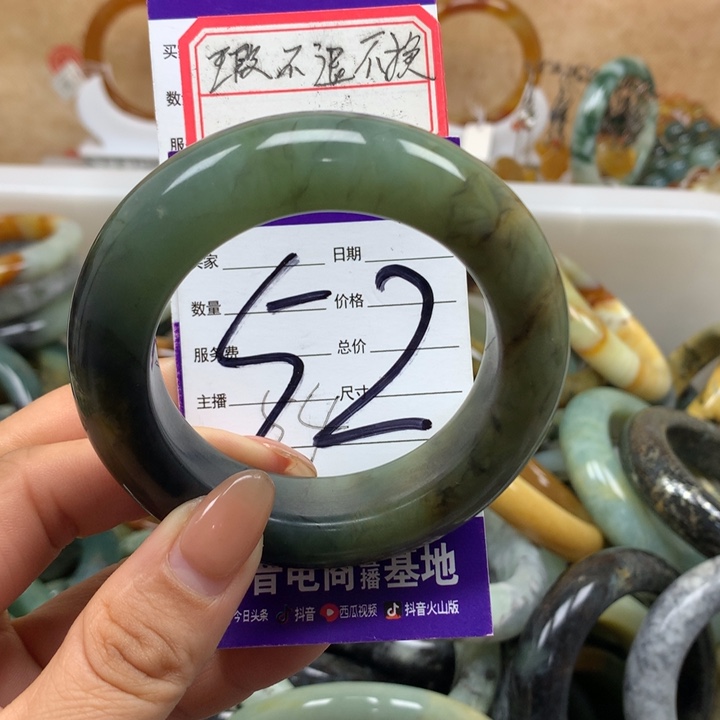 瑕不退不换
买
数
服
买家 日期
数量 价格
服务费 总价
主播 尺寸
52
54
音电商直播基地
今日头条 抖音 西瓜视频 抖音火山版